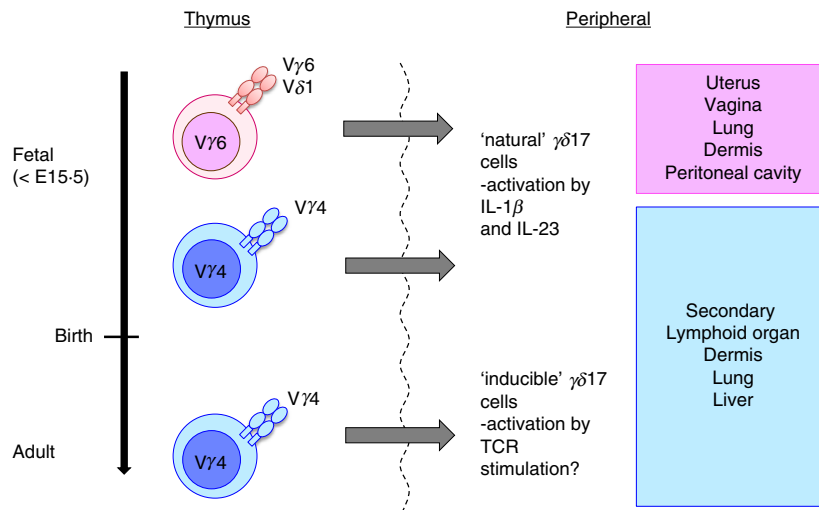 Thymus
Peripheral
Fetal
(< E15·5)
Birth
Adult
Vγ6
Vδ1
Vγ6
Vγ4
Vγ4
Vγ4
Vγ4
‘natural’ γδ17
cells
-activation by
IL-1β
and IL-23
‘inducible’ γδ17
cells
-activation by
TCR
stimulation?
Uterus
Vagina
Lung
Dermis
Peritoneal cavity
Secondary
Lymphoid organ
Dermis
Lung
Liver